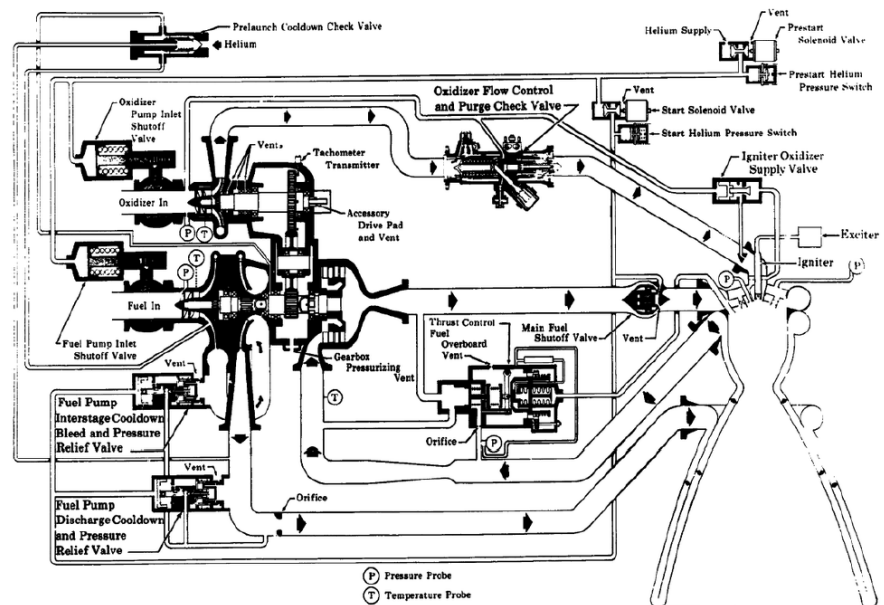 Prelaunch Cooldown Check Valve
Helium
Oxidizer
Pump Inlet
Shutoff
Valve
Vents
Tachometer
Transmitter
Oxidizer In
P
T
Accessory
Drive Pad
and Vent
T
P
Fuel In
Fuel Pump Inlet
Shutoff Valve
Gearbox
Pressurizing
Vent
T
Vent
Fuel Pump
Interstage Cooldown
Bleed and Pressure
Relief Valve
Vent
Fuel Pump
Discharge Cooldown
and Pressure
Relief Valve
Orifice
Oxidizer Flow Control
and Purge Check Valve
Helium Supply
Vent
Prestart
Solenoid Valve
Prestart Helium
Pressure Switch
Vent
Start Solenoid Valve
Start Helium Pressure Switch
Igniter Oxidizer
Supply Valve
Exciter
Igniter
P
P
Thrust Control
Fuel
Overboard
Vent
Main Fuel
Shutoff Valve
Vent
Orifice
P
P Pressure Probe
T Temperature Probe